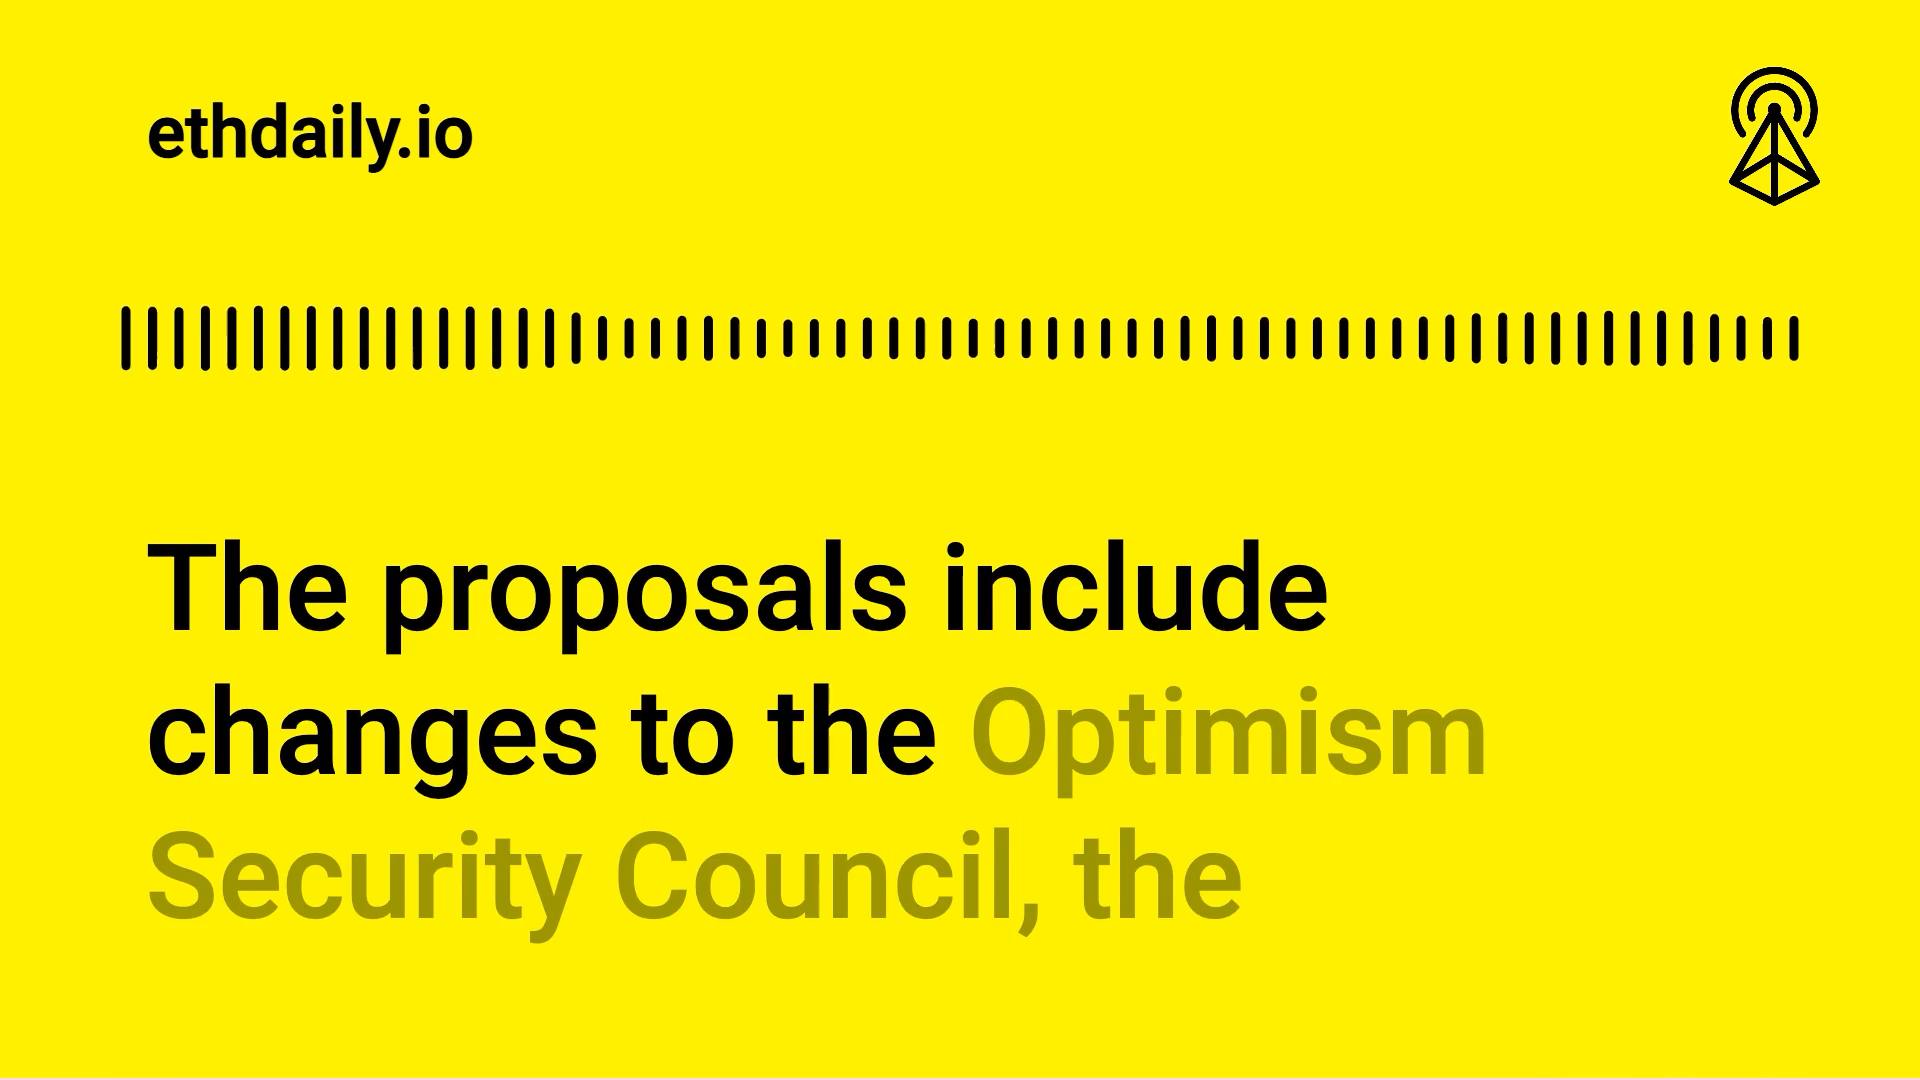 ethdaily.io
The proposals include
changes to the Optimism
Security Council, the